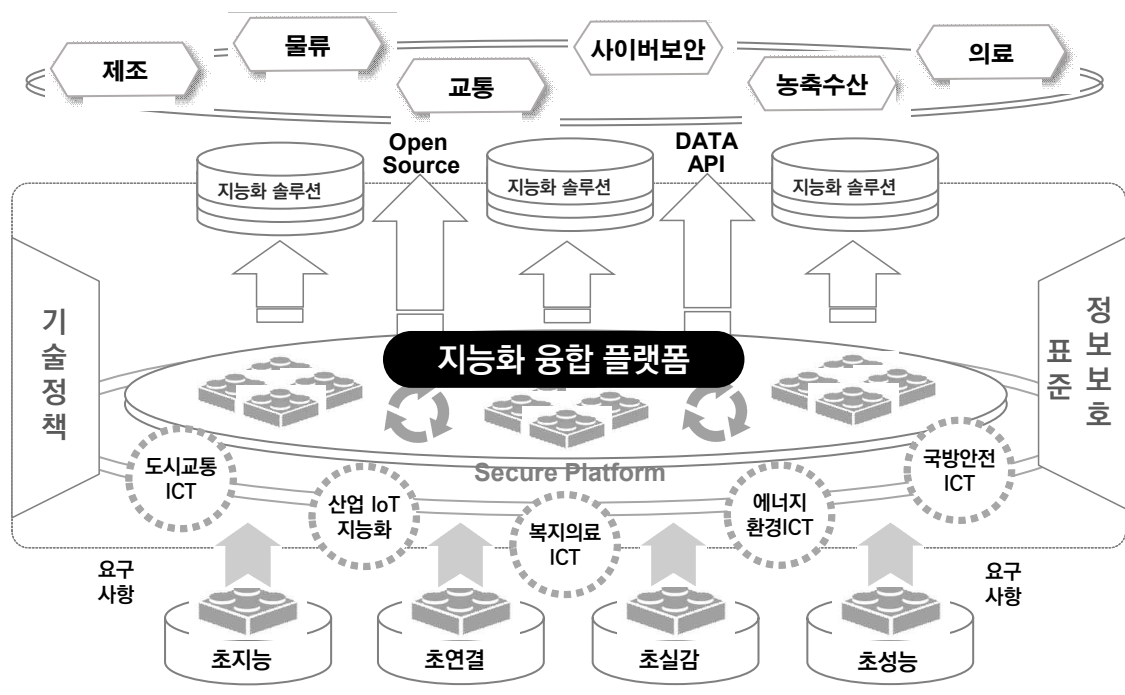 제조
물류
교통
사이버보안
농축수산
의료
Open
Source
DATA
API
지능화 솔루션
지능화 솔루션
지능화 솔루션
기술정책
표준
정보보호
지능화 융합 플랫폼
Secure Platform
도시교통
ICT
산업 IoT
지능화
복지의료
ICT
에너지
환경ICT
국방안전
ICT
요구
사항
요구
사항
초지능
초연결
초실감
초성능